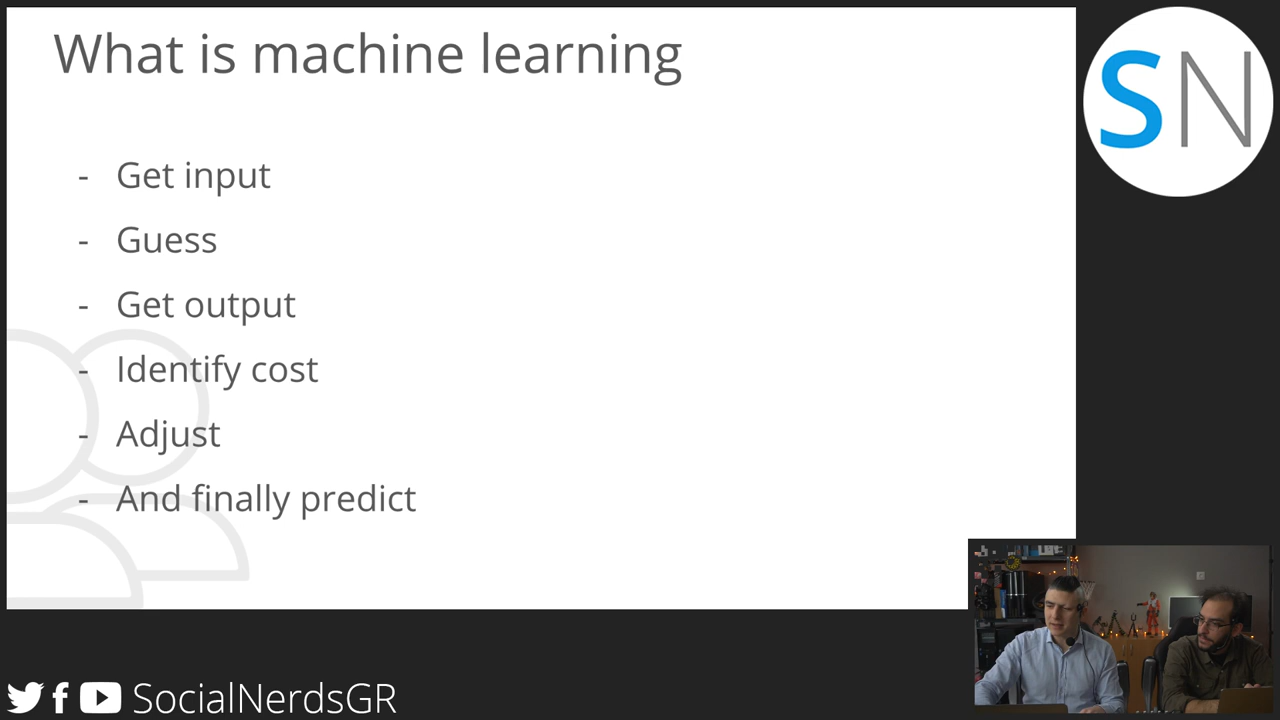 What is machine learning
SN
- Get input
- Guess
- Get output
- Identify cost
- Adjust
- And finally predict
SocialNerdsGR